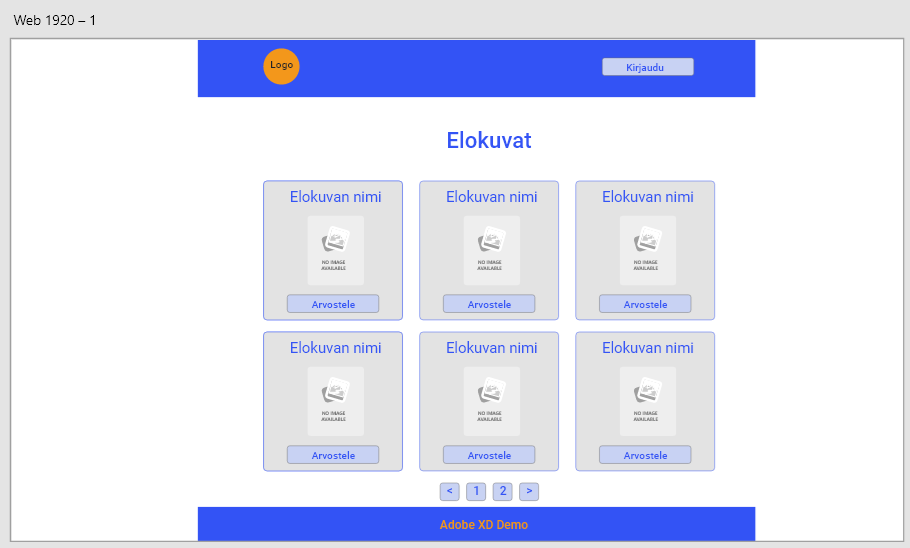 Web 1920 – 1
Logo
Kirjaudu
Elokuvat
Elokuvan nimi
Elokuvan nimi
Elokuvan nimi
NO IMAGE
AVAILABLE
NO IMAGE
AVAILABLE
NO IMAGE
AVAILABLE
Arvostele
Arvostele
Arvostele
Elokuvan nimi
Elokuvan nimi
Elokuvan nimi
NO IMAGE
AVAILABLE
NO IMAGE
AVAILABLE
NO IMAGE
AVAILABLE
Arvostele
Arvostele
Arvostele
< 1 2 >
Adobe XD Demo